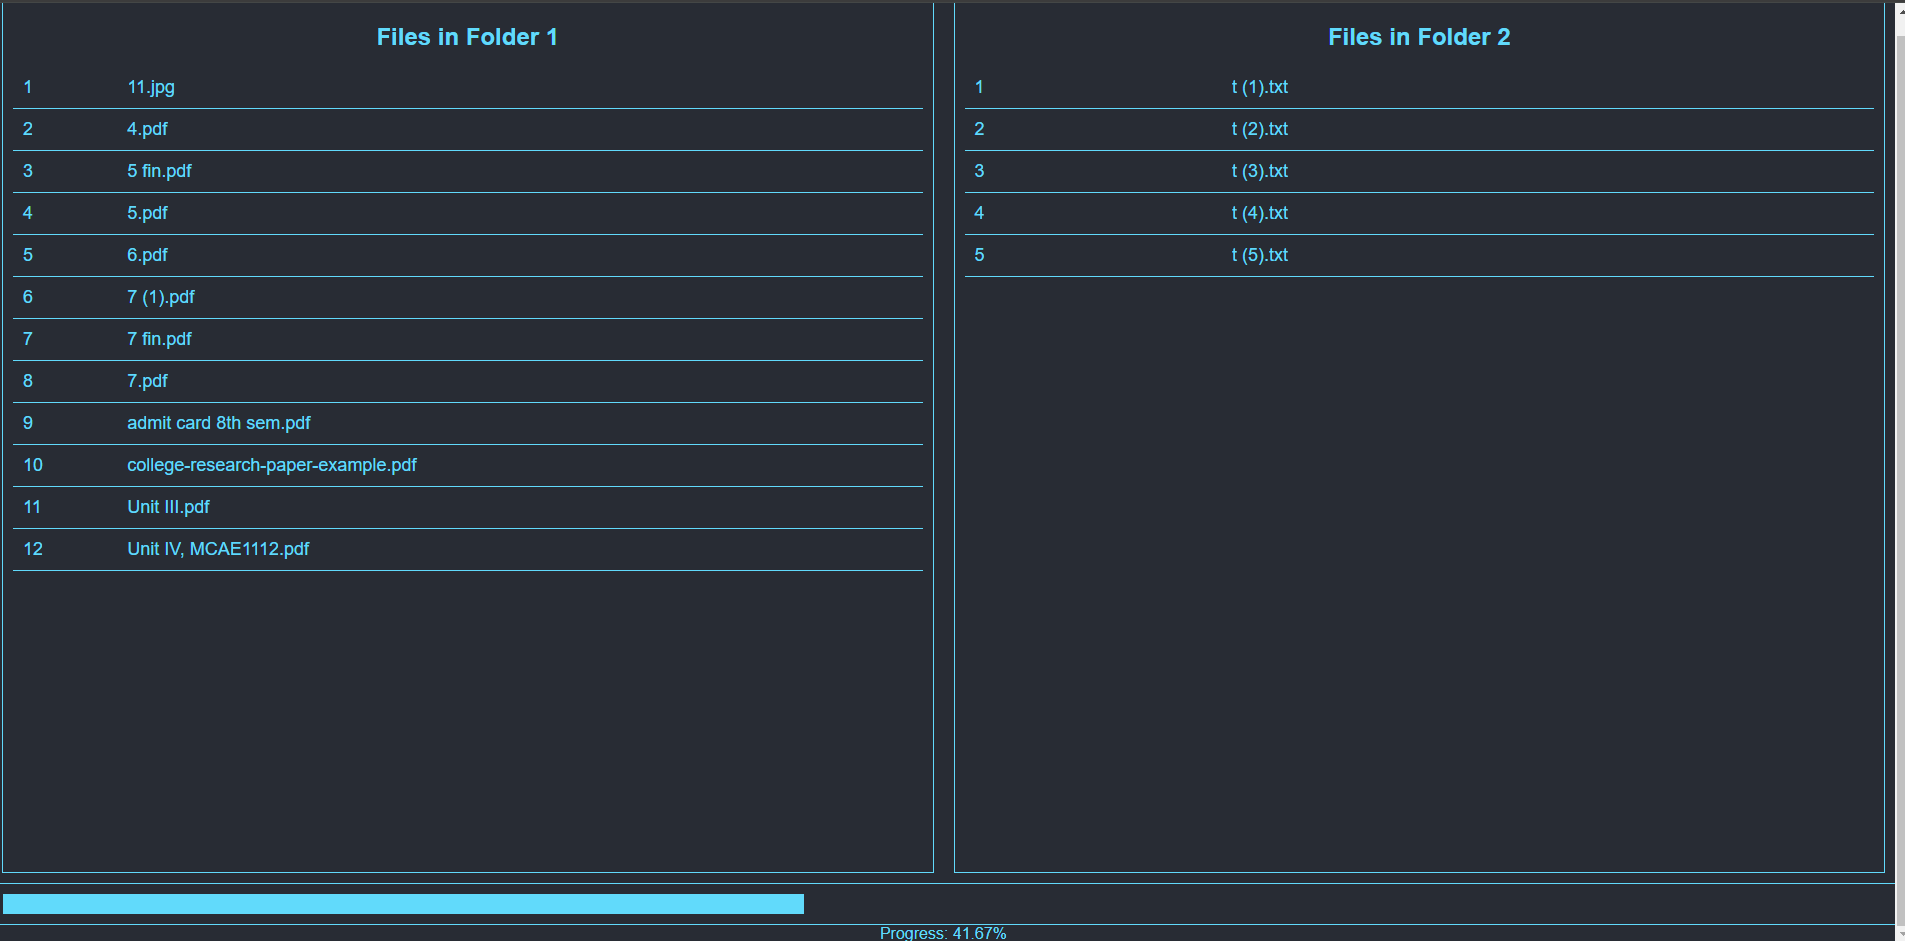 Files in Folder 1
1 11.jpg
2 4.pdf
3 5 fin.pdf
4 5.pdf
5 6.pdf
6 7 (1).pdf
7 7 fin.pdf
8 7.pdf
9 admit card 8th sem.pdf
10 college-research-paper-example.pdf
11 Unit III.pdf
12 Unit IV, MCAE1112.pdf
Files in Folder 2
1 t (1).txt
2 t (2).txt
3 t (3).txt
4 t (4).txt
5 t (5).txt
Progress: 41.67%